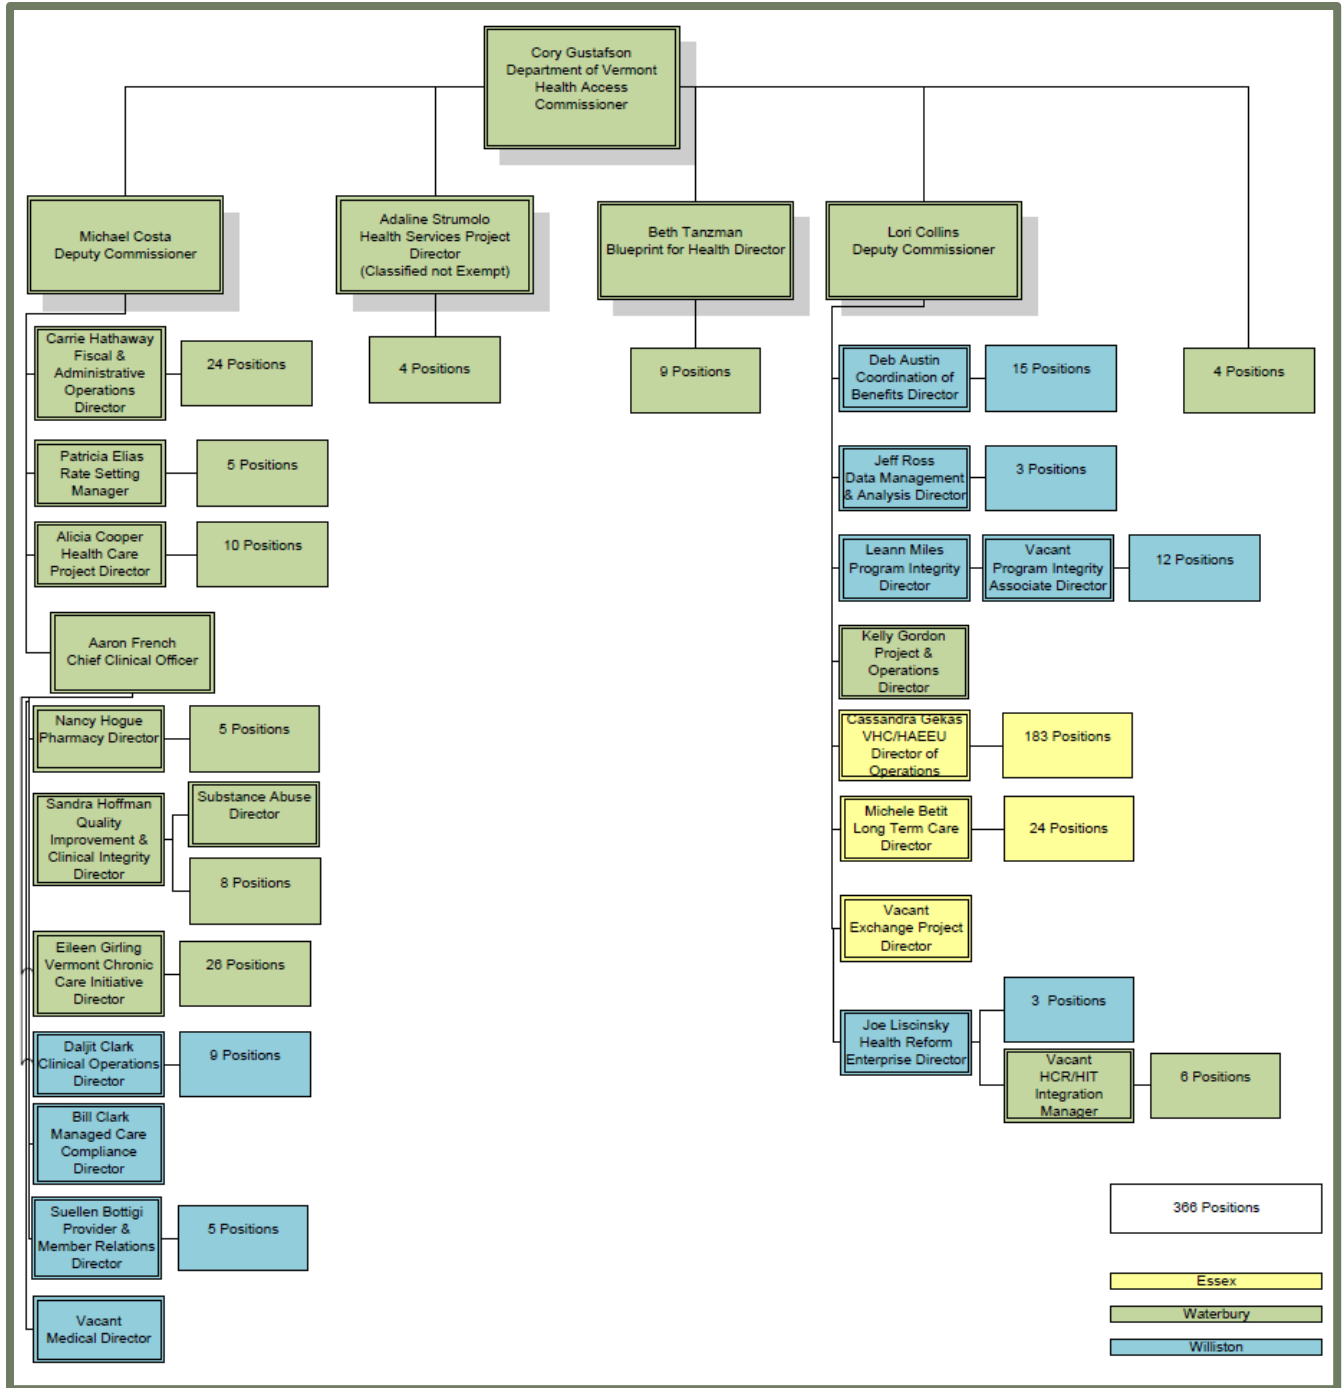 Cory Gustafson
Department of Vermont
Health Access
Commissioner
Michael Costa
Deputy Commissioner
Adaline Strumolo
Health Services Project
Director
(Classified not Exempt)
Beth Tanzman
Blueprint for Health Director
Lori Collins
Deputy Commissioner
Carrie Hathaway
Fiscal &
Administrative
Operations
Director
24 Positions
4 Positions
9 Positions
Deb Austin
Coordination of
Benefits Director
15 Positions
4 Positions
Patricia Elias
Rate Setting
Manager
5 Positions
Jeff Ross
Data Management
& Analysis Director
3 Positions
Alicia Cooper
Health Care
Project Director
10 Positions
Leann Miles
Program Integrity
Director
Vacant
Program Integrity
Associate Director
12 Positions
Aaron French
Chief Clinical Officer
Kelly Gordon
Project &
Operations
Director
Nancy Hogue
Pharmacy Director
5 Positions
Cassandra Gekas
VHC/HAEEU
Director of
Operations
183 Positions
Sandra Hoffman
Quality
Improvement &
Clinical Integrity
Director
Substance Abuse
Director
8 Positions
Michele Betit
Long Term Care
Director
24 Positions
Eileen Girling
Vermont Chronic
Care Initiative
Director
26 Positions
Vacant
Exchange Project
Director
Daljit Clark
Clinical Operations
Director
9 Positions
Joe Liscinsky
Health Reform
Enterprise Director
3 Positions
Vacant
HCR/HIT
Integration
Manager
6 Positions
Bill Clark
Managed Care
Compliance
Director
Suellen Bottigi
Provider &
Member Relations
Director
5 Positions
Vacant
Medical Director
366 Positions
Essex
Waterbury
Williston